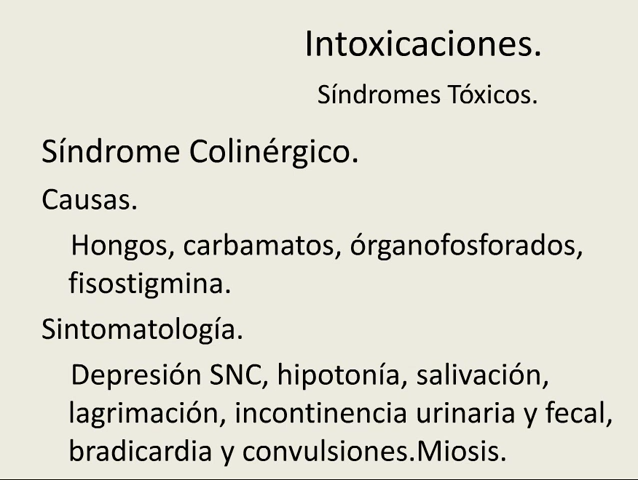 Intoxicaciones.
Síndromes Tóxicos.
Síndrome Colinérgico.
Causas.
Hongos, carbamatos, órganofosforados,
fisostigmina.
Sintomatología.
Depresión SNC, hipotonía, salivación,
lagrimación, incontinencia urinaria y fecal,
bradicardia y convulsiones.Miosis.